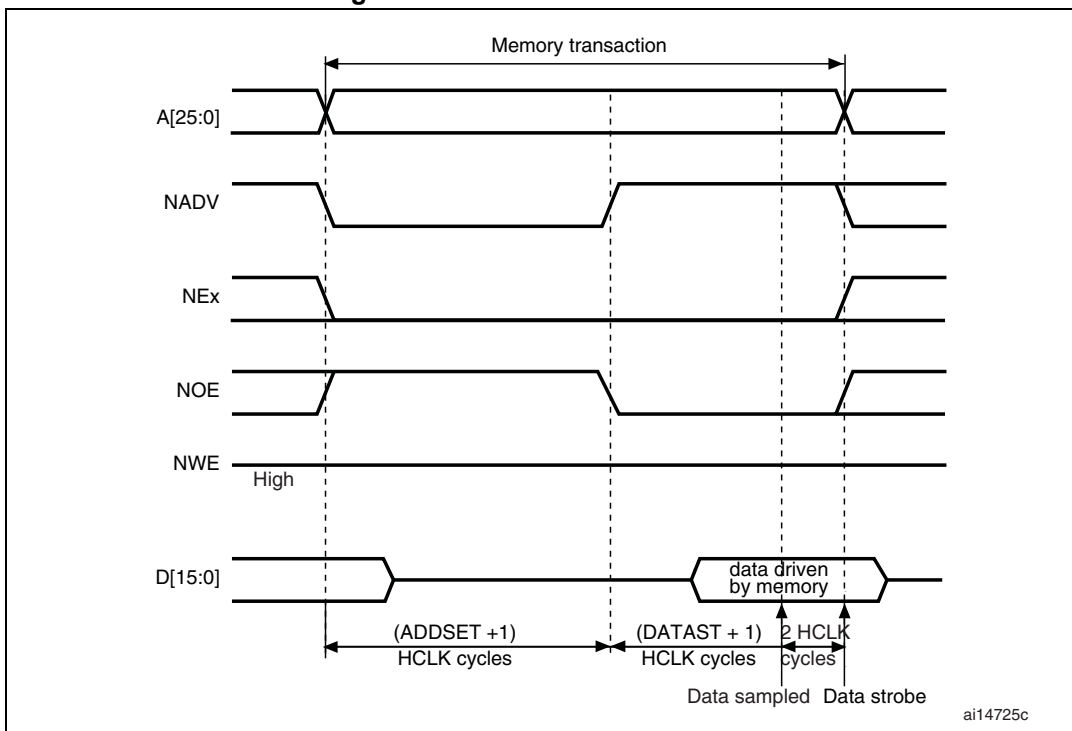 Memory transaction
A[25:0]
NADV
NEx
NOE
NWE
High
D[15:0]
data driven
by memory
(ADDSET +1)
HCLK cycles
(DATAST + 1)
HCLK cycles
2 HCLK
cycles
Data sampled
Data strobe
ai14725c